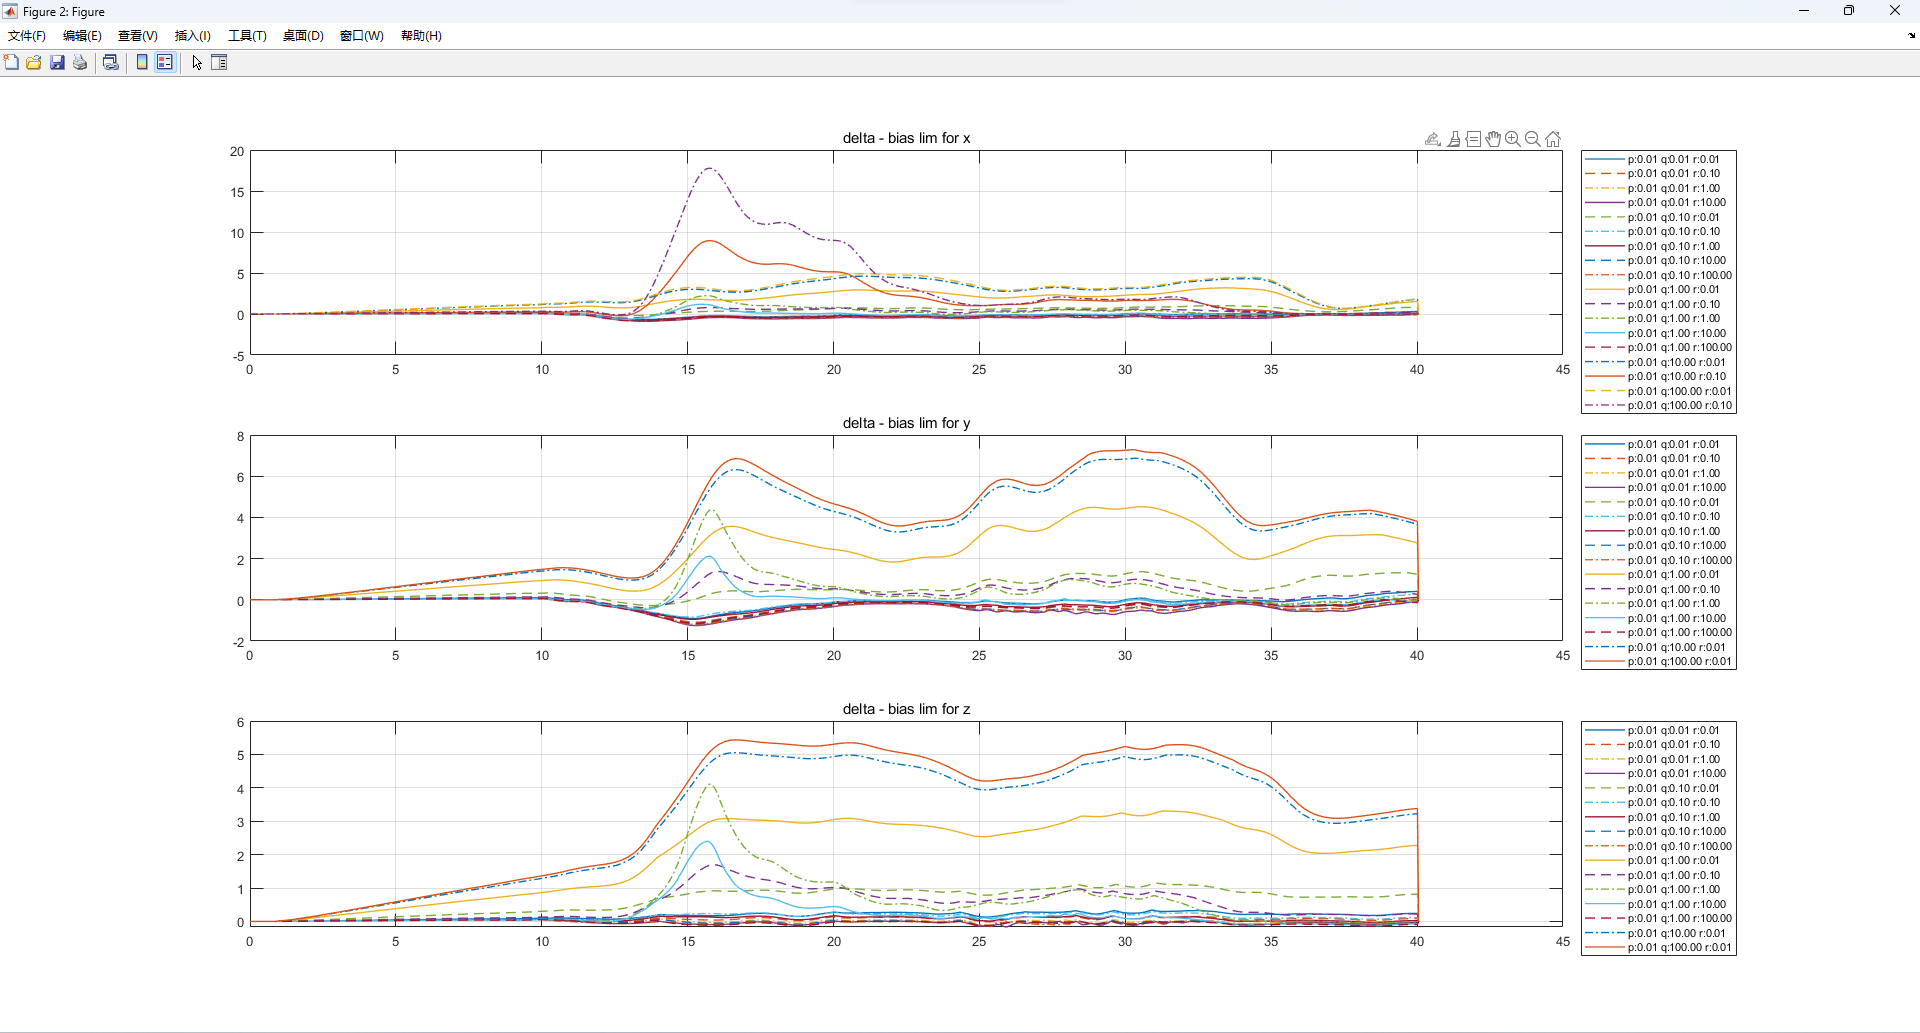 Figure 2: Figure
文件(F) 编辑(E) 查看(V) 插入(I) 工具(T) 桌面(D) 窗口(W) 帮助(H)
delta - bias lim for x
20
15
10
5
0
-5
0 5 10 15 20 25 30 35 40 45
p:0.01 q:0.01 r:0.01
p:0.01 q:0.01 r:0.10
p:0.01 q:0.01 r:1.00
p:0.01 q:0.01 r:10.00
p:0.01 q:0.10 r:0.01
p:0.01 q:0.10 r:0.10
p:0.01 q:0.10 r:1.00
p:0.01 q:0.10 r:10.00
p:0.01 q:0.10 r:100.00
p:0.01 q:1.00 r:0.01
p:0.01 q:1.00 r:0.10
p:0.01 q:1.00 r:1.00
p:0.01 q:1.00 r:10.00
p:0.01 q:1.00 r:100.00
p:0.01 q:10.00 r:0.01
p:0.01 q:10.00 r:0.10
p:0.01 q:100.00 r:0.01
p:0.01 q:100.00 r:0.10
delta - bias lim for y
8
6
4
2
0
-2
0 5 10 15 20 25 30 35 40 45
p:0.01 q:0.01 r:0.01
p:0.01 q:0.01 r:0.10
p:0.01 q:0.01 r:1.00
p:0.01 q:0.01 r:10.00
p:0.01 q:0.10 r:0.01
p:0.01 q:0.10 r:0.10
p:0.01 q:0.10 r:1.00
p:0.01 q:0.10 r:10.00
p:0.01 q:0.10 r:100.00
p:0.01 q:1.00 r:0.01
p:0.01 q:1.00 r:0.10
p:0.01 q:1.00 r:1.00
p:0.01 q:1.00 r:10.00
p:0.01 q:1.00 r:100.00
p:0.01 q:10.00 r:0.01
p:0.01 q:100.00 r:0.01
delta - bias lim for z
6
5
4
3
2
1
0
0 5 10 15 20 25 30 35 40 45
p:0.01 q:0.01 r:0.01
p:0.01 q:0.01 r:0.10
p:0.01 q:0.01 r:1.00
p:0.01 q:0.01 r:10.00
p:0.01 q:0.10 r:0.01
p:0.01 q:0.10 r:0.10
p:0.01 q:0.10 r:1.00
p:0.01 q:0.10 r:10.00
p:0.01 q:0.10 r:100.00
p:0.01 q:1.00 r:0.01
p:0.01 q:1.00 r:0.10
p:0.01 q:1.00 r:1.00
p:0.01 q:1.00 r:10.00
p:0.01 q:1.00 r:100.00
p:0.01 q:10.00 r:0.01
p:0.01 q:100.00 r:0.01